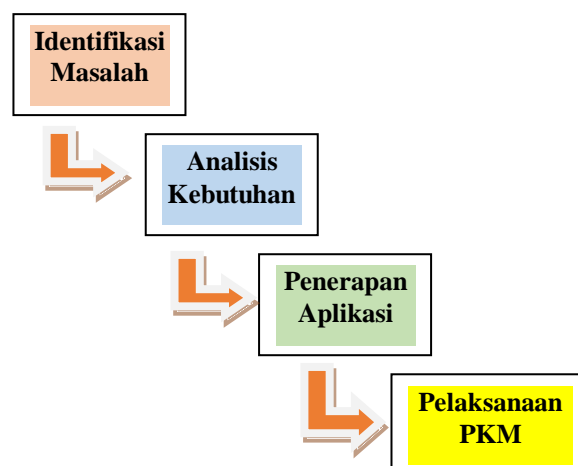 Identifikasi
Masalah
Analisis
Kebutuhan
Penerapan
Aplikasi
Pelaksanaan
PKM